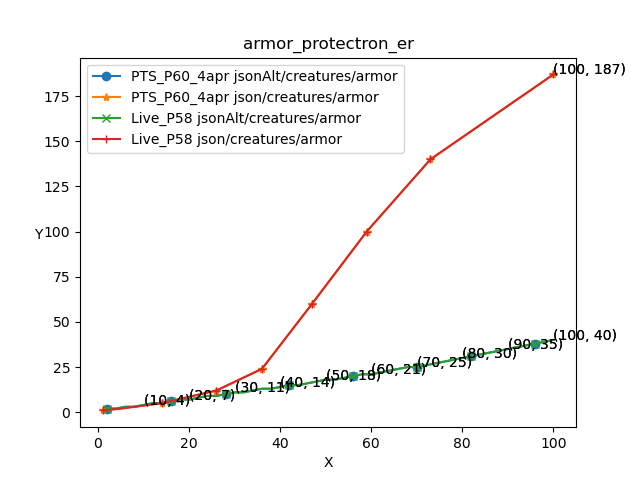 armor_protectron_er
PTS_P60_4apr jsonAlt/creatures/armor
PTS_P60_4apr json/creatures/armor
Live_P58 jsonAlt/creatures/armor
Live_P58 json/creatures/armor
(100, 187)
175
150
125
Y
100
75
50
25
0
(100, 40)
(90, 35)
(80, 30)
(70, 25)
(60, 21)
(50, 18)
(40, 14)
(30, 11)
(20, 7)
(10, 4)
0 20 40 60 80 100
X